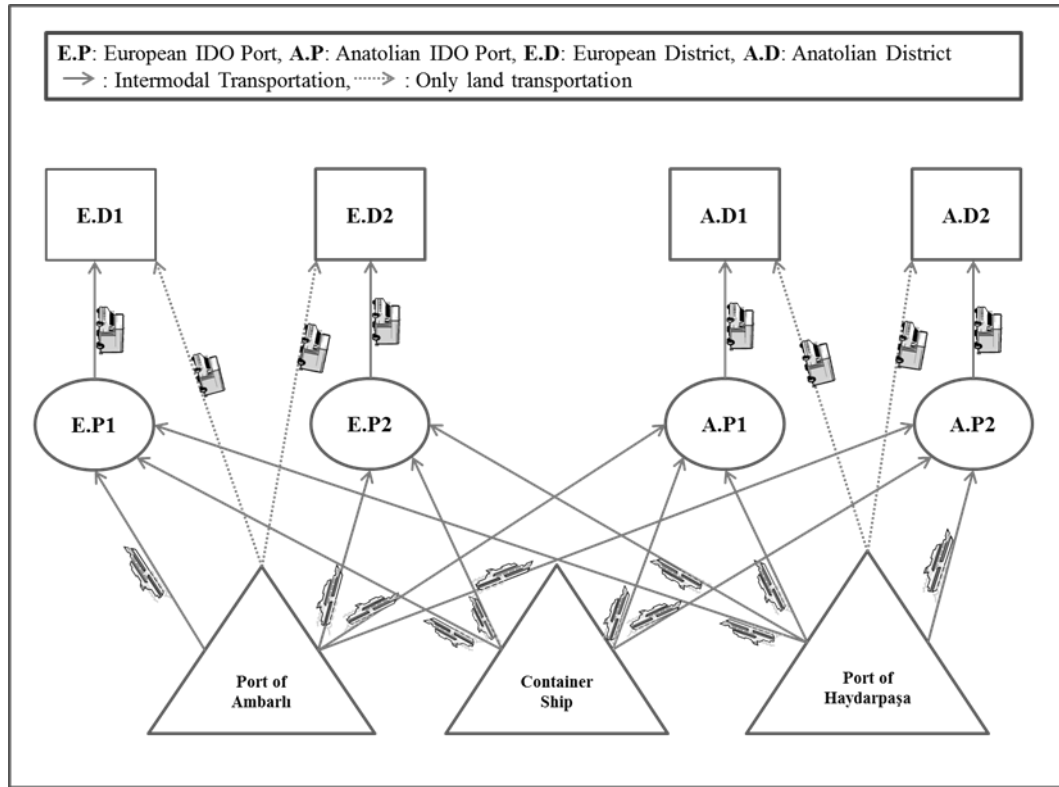 E.P: European IDO Port, A.P: Anatolian IDO Port, E.D: European District, A.D: Anatolian District
: Intermodal Transportation, : Only land transportation
E.D1
E.D2
A.D1
A.D2
E.P1
E.P2
A.P1
A.P2
Port of
Ambarlı
Container
Ship
Port of
Haydarpaşa